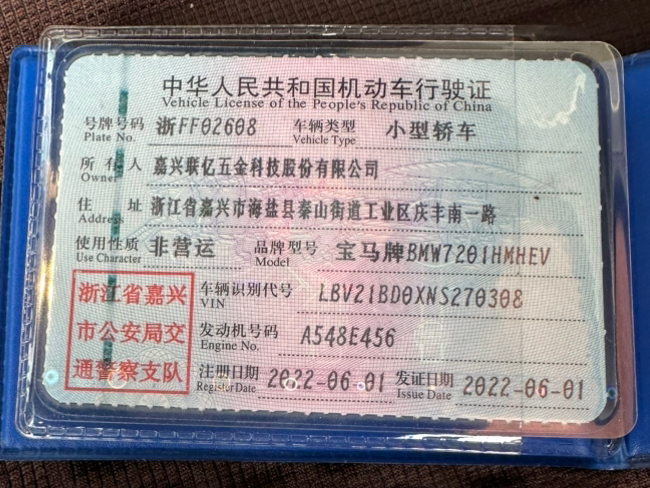 中华人民共和国机动车行驶证
Vehicle License of the People's Republic of China
号牌号码 浙FF02608 车辆类型 小型轿车
Plate No. Vehicle Type
所有人 嘉兴联亿五金科技股份有限公司
Owner
住址 浙江省嘉兴市海盐县秦山街道工业区庆丰南一路
Address
使用性质 非营运 品牌型号 宝马牌BMW7201HMHEV
Use Character Model
浙江省嘉兴
市公安局交
通警察支队
车辆识别代号 LBV21BD0XNS270308
VIN
发动机号码 A548E456
Engine No.
注册日期 2022-06-01 发证日期 2022-06-01
Register Date Issue Date